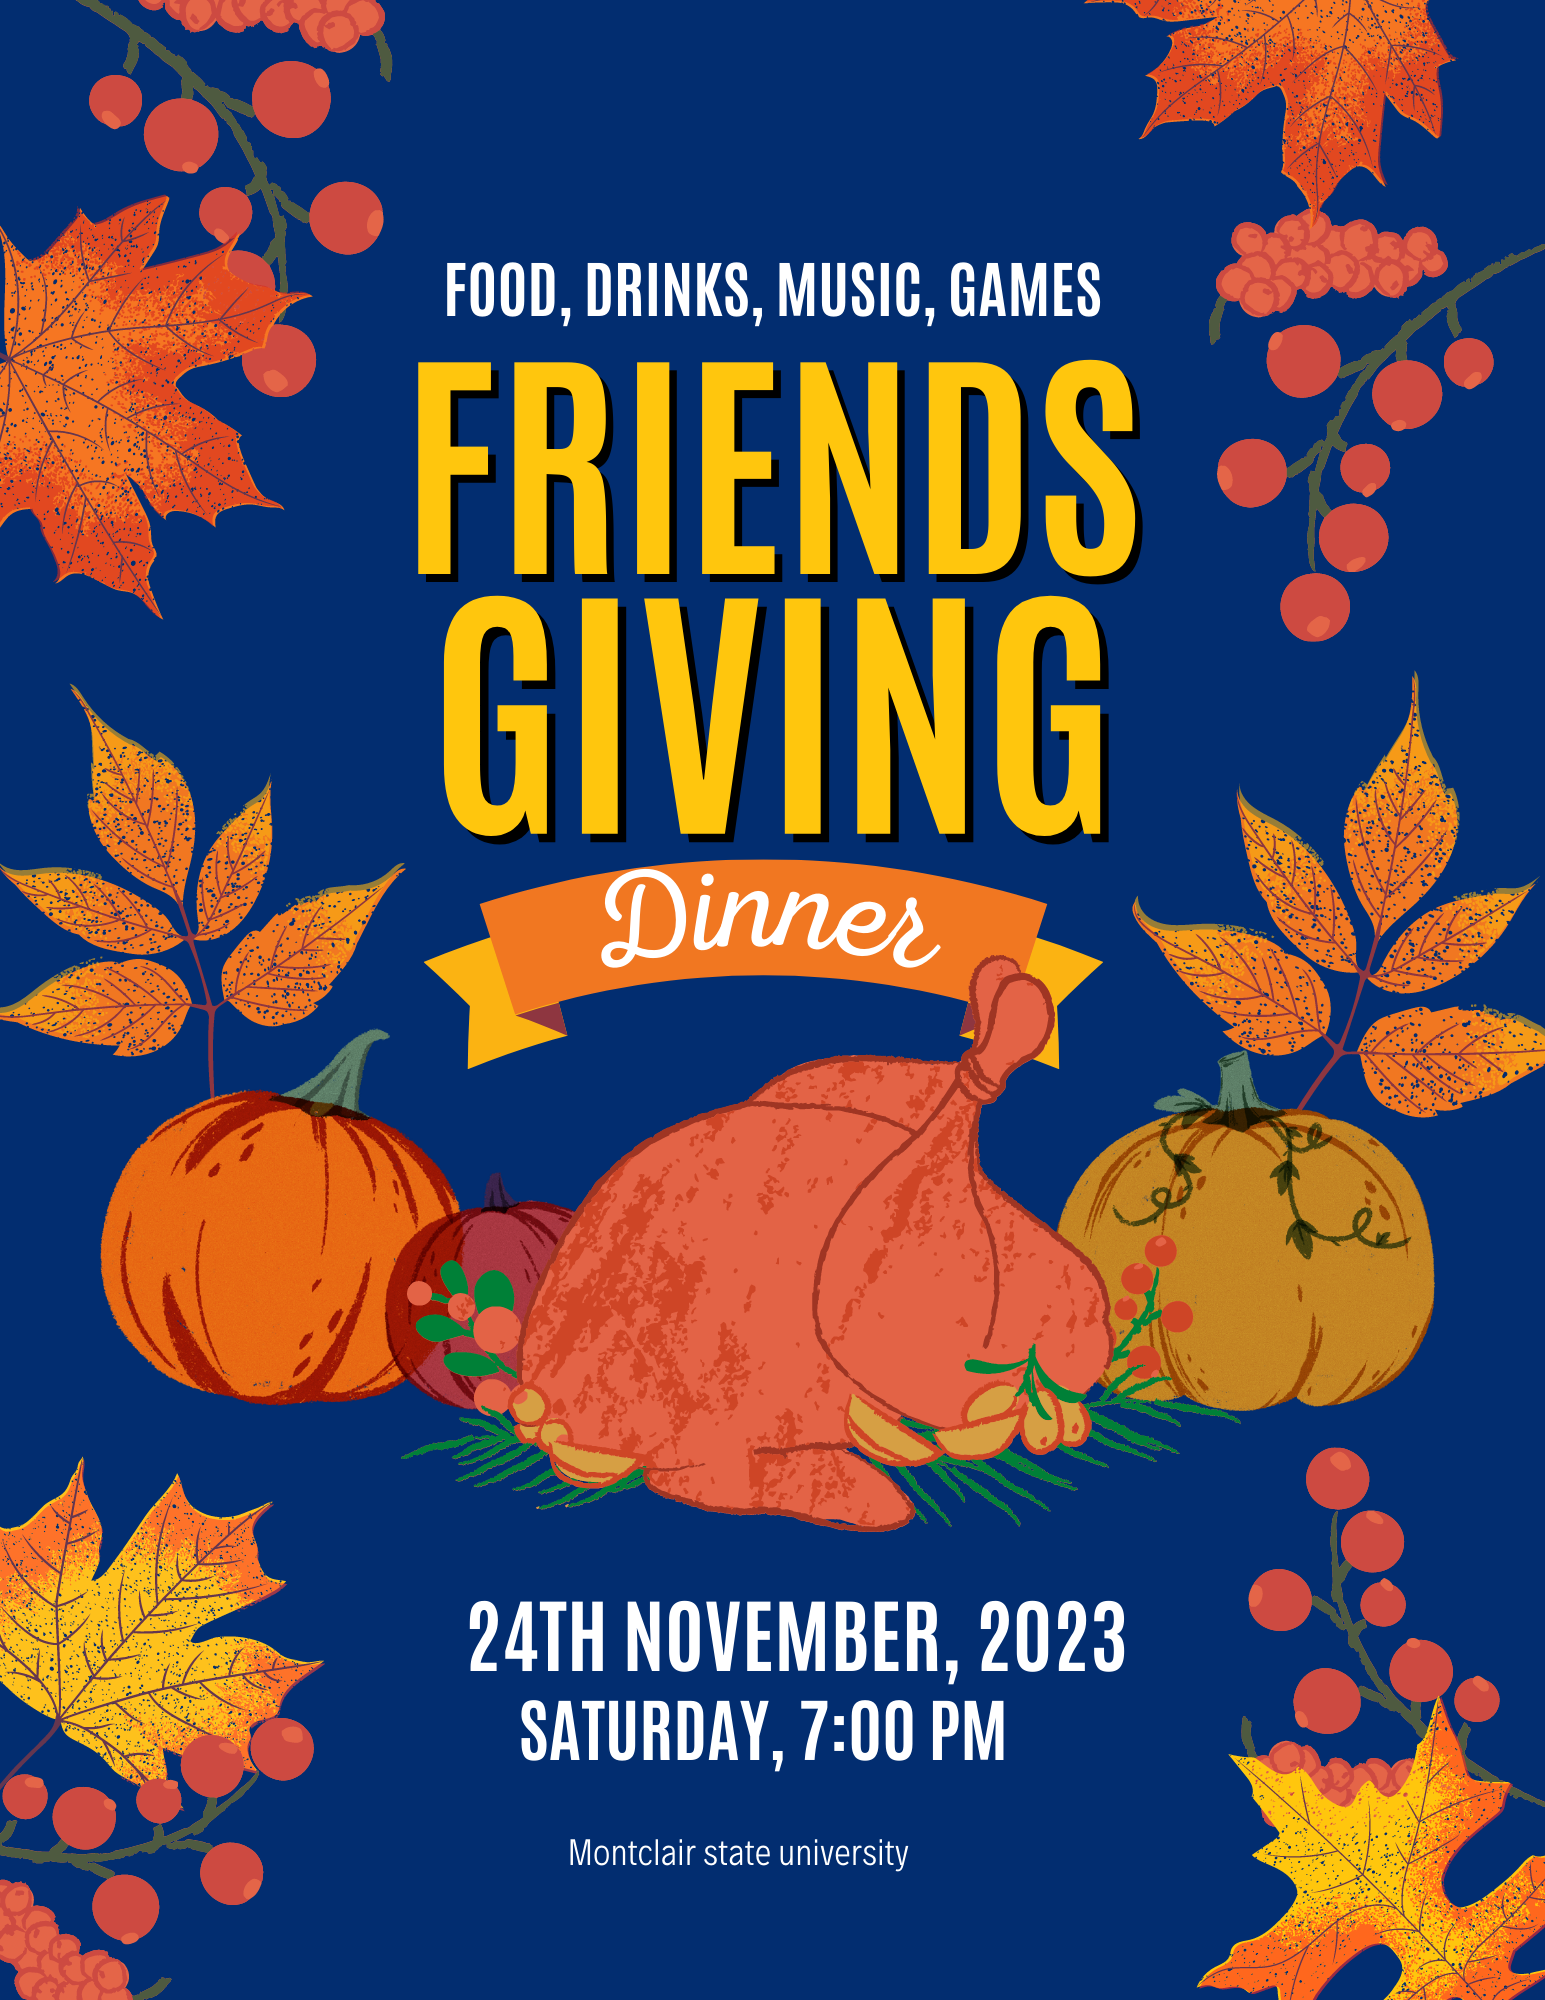 FOOD, DRINKS, MUSIC, GAMES
FRIENDS
GIVING
Dinner
24TH NOVEMBER, 2023
SATURDAY, 7:00 PM
Montclair state university